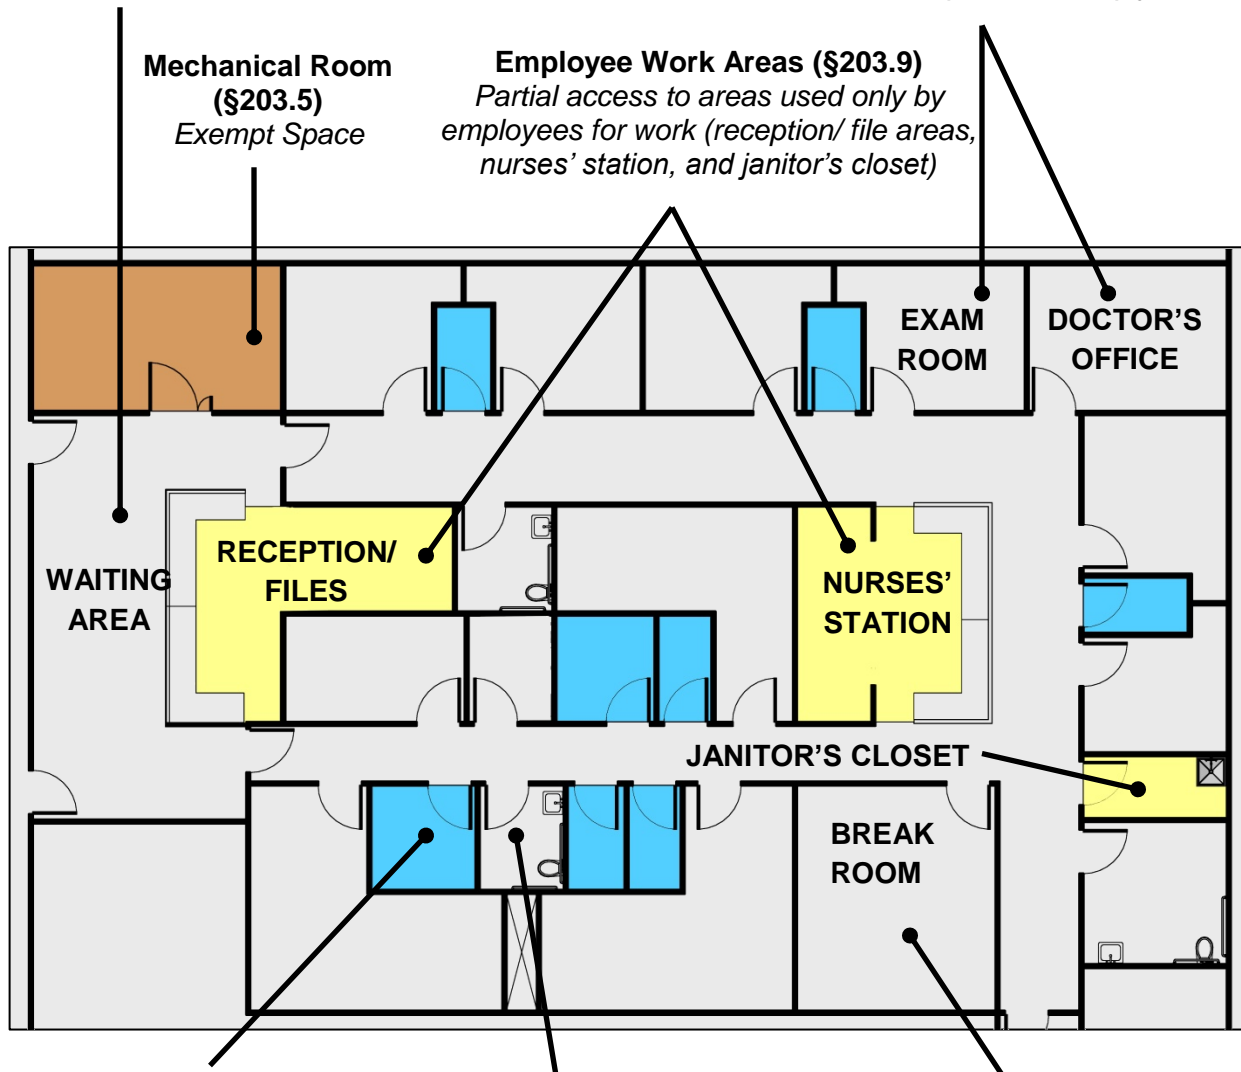 Mechanical Room
(§203.5)
Exempt Space
Employee Work Areas (§203.9)
Partial access to areas used only by
employees for work (reception/ file areas,
nurses’ station, and janitor’s closet)
EXAM
ROOM
DOCTOR’S
OFFICE
WAITING
AREA
RECEPTION/
FILES
NURSES’
STATION
JANITOR’S CLOSET
BREAK
ROOM